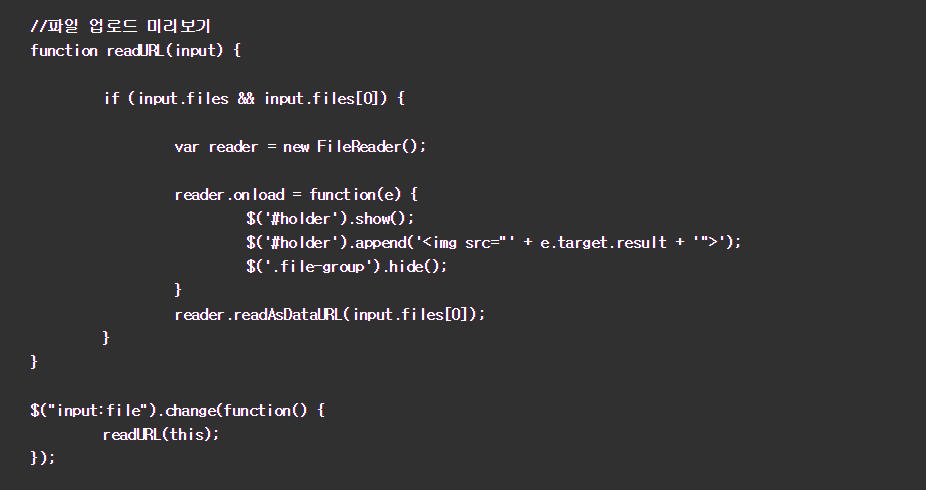 //파일 업로드 미리보기
function readURL(input) {
if (input.files && input.files[0]) {
var reader = new FileReader();
reader.onload = function(e) {
$('#holder').show();
$('#holder').append('<img src="' + e.target.result + '">');
$('.file-group').hide();
}
reader.readAsDataURL(input.files[0]);
}
}
$("input:file").change(function() {
readURL(this);
});